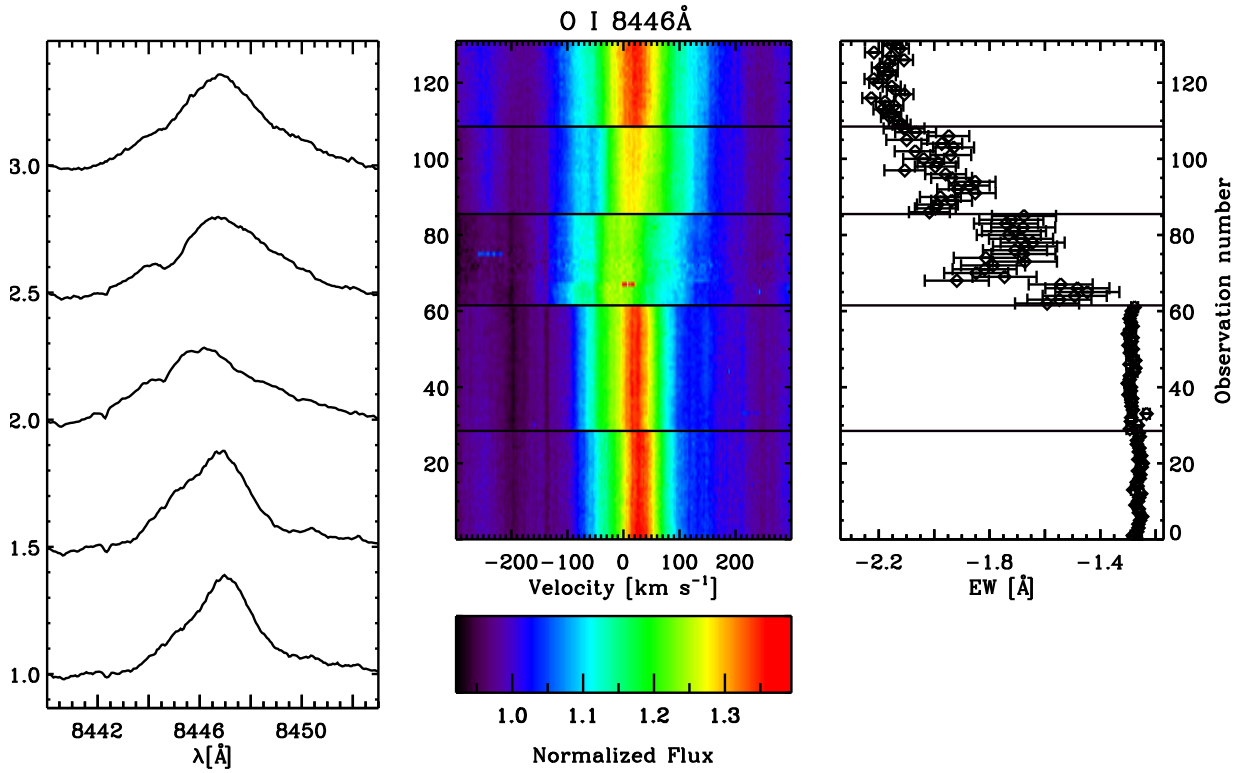 O I 8446Å
3.0
2.5
2.0
1.5
1.0
8442 8446 8450
λ[Å]
120
100
80
60
40
20
-200 -100 0 100 200
Velocity [km s⁻¹]
1.0 1.1 1.2 1.3
Normalized Flux
120
100
80
60
40
20
0
Observation number
-2.2 -1.8 -1.4
EW [Å]